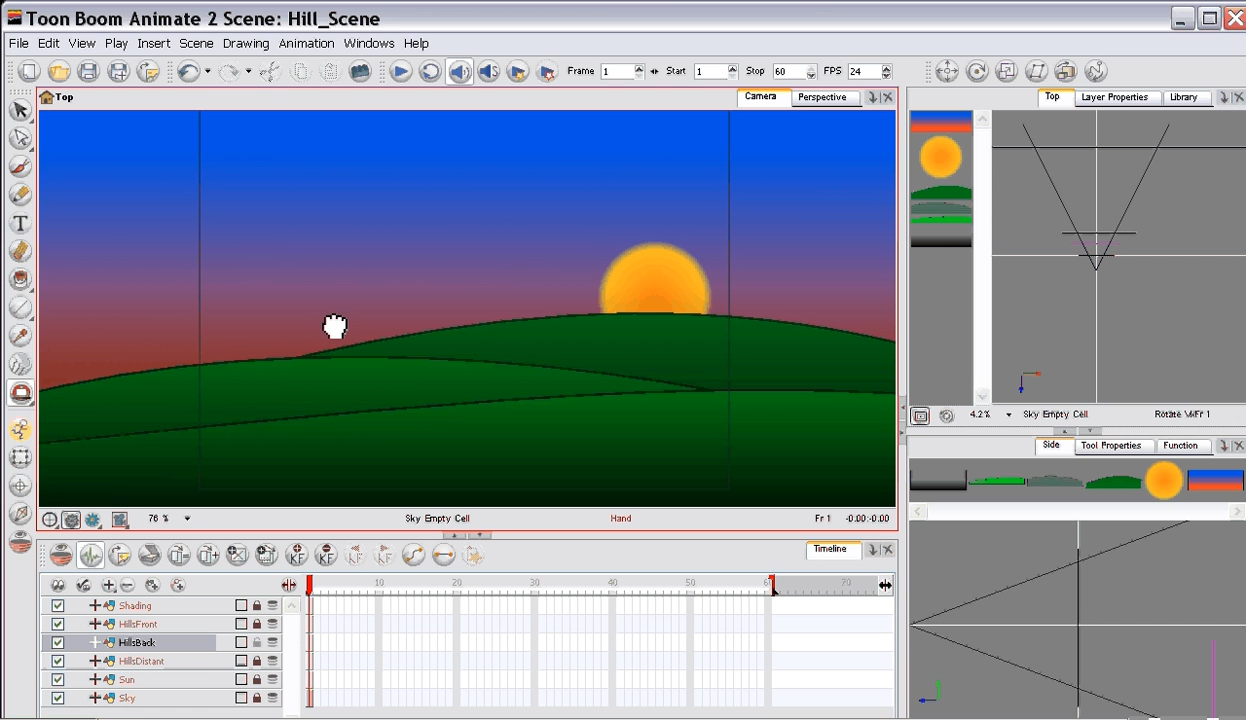 Toon Boom Animate 2 Scene: Hill_Scene
File Edit View Play Insert Scene Drawing Animation Windows Help
Frame 1 Start 1 Stop 60 FPS 24
Top Camera Perspective
Top Layer Properties Library
4.2% Sky Empty Cell
Side Tool Properties Function
76 % Sky Empty Cell Hand Fr 1 -0.00:-0.00
Timeline
10 20 30 40 50 70
Shading
HillsFront
HillsBack
HillsDistant
Sun
Sky